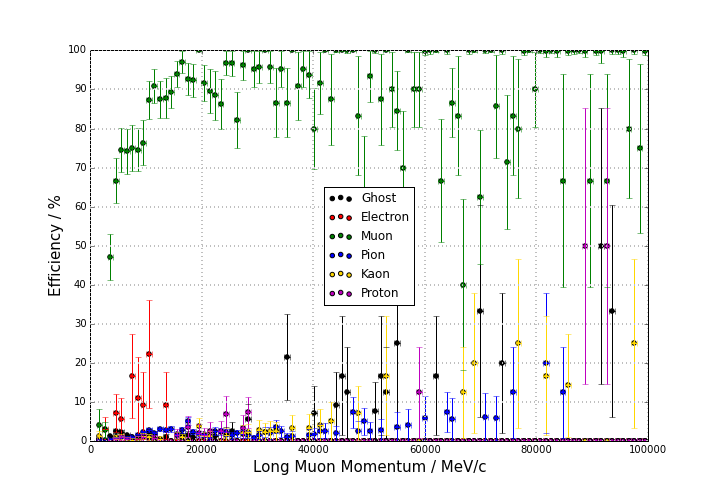 100
90
80
70
60
50
40
30
20
10
0
Efficiency / %
Ghost
Electron
Muon
Pion
Kaon
Proton
0 20000 40000 60000 80000 100000
Long Muon Momentum / MeV/c